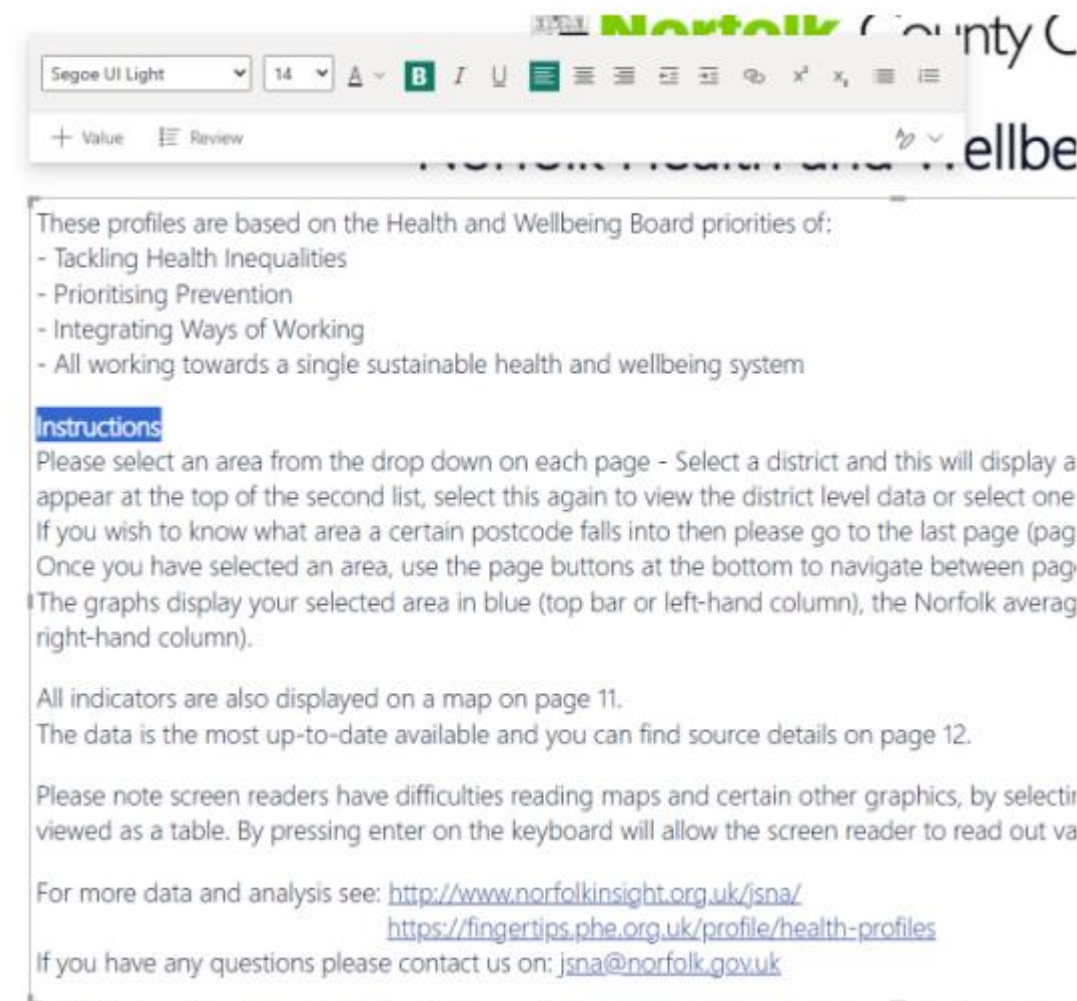 Norfolk County C
Segoe UI Light 14 A B I U x² x,
+ Value Review
Norfolk Health and Wellbe
These profiles are based on the Health and Wellbeing Board priorities of:
- Tackling Health Inequalities
- Prioritising Prevention
- Integrating Ways of Working
- All working towards a single sustainable health and wellbeing system
Instructions
Please select an area from the drop down on each page - Select a district and this will display a
appear at the top of the second list, select this again to view the district level data or select one
If you wish to know what area a certain postcode falls into then please go to the last page (pag
Once you have selected an area, use the page buttons at the bottom to navigate between pag
The graphs display your selected area in blue (top bar or left-hand column), the Norfolk averag
right-hand column).
All indicators are also displayed on a map on page 11.
The data is the most up-to-date available and you can find source details on page 12.
Please note screen readers have difficulties reading maps and certain other graphics, by selectin
viewed as a table. By pressing enter on the keyboard will allow the screen reader to read out va
For more data and analysis see: http://www.norfolkinsight.org.uk/jsna/
https://fingertips.phe.org.uk/profile/health-profiles
If you have any questions please contact us on: jsna@norfolk.gov.uk